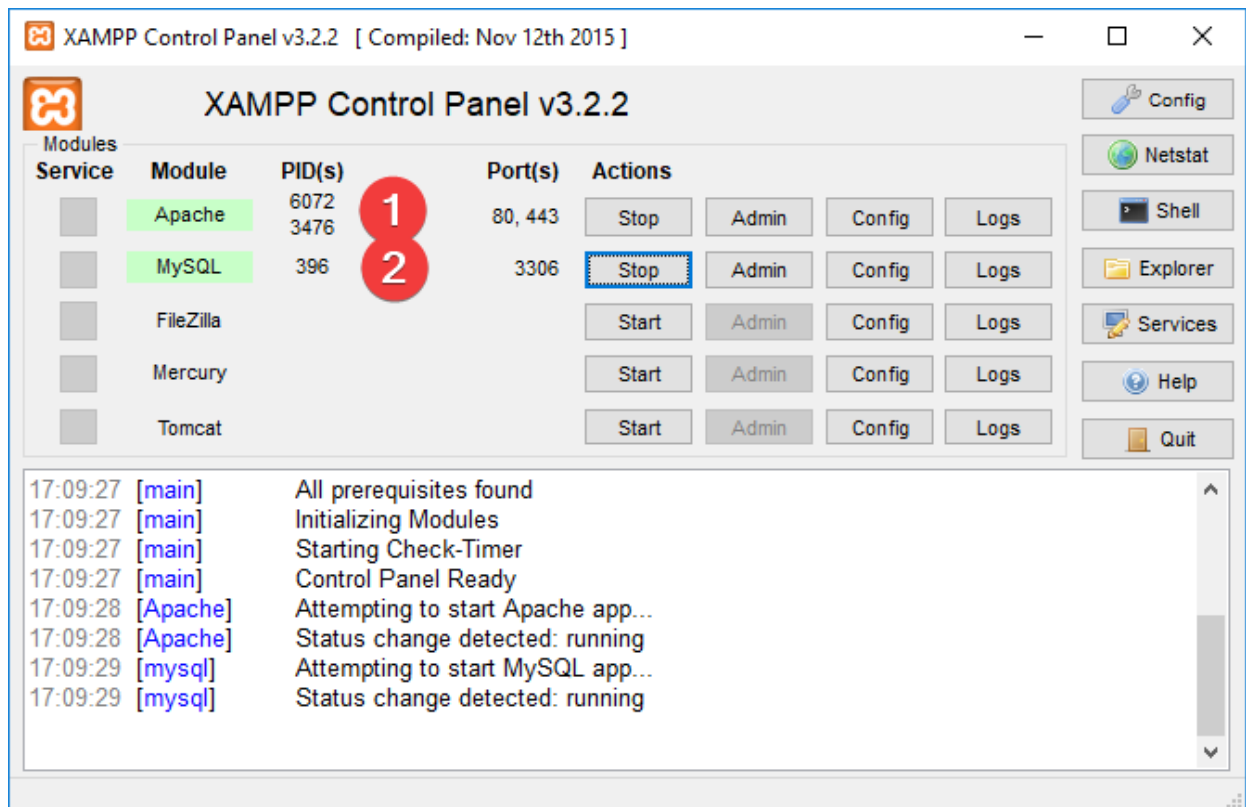 XAMPP Control Panel v3.2.2 [ Compiled: Nov 12th 2015 ]
XAMPP Control Panel v3.2.2
Config
Modules
Service Module PID(s) Port(s) Actions
Netstat
Apache 6072 3476 1 80, 443 Stop Admin Config Logs
Shell
MySQL 396 2 3306 Stop Admin Config Logs
Explorer
FileZilla Start Admin Config Logs
Services
Mercury Start Admin Config Logs
Help
Tomcat Start Admin Config Logs
Quit
17:09:27 [main] All prerequisites found
17:09:27 [main] Initializing Modules
17:09:27 [main] Starting Check-Timer
17:09:27 [main] Control Panel Ready
17:09:28 [Apache] Attempting to start Apache app...
17:09:28 [Apache] Status change detected: running
17:09:29 [mysql] Attempting to start MySQL app...
17:09:29 [mysql] Status change detected: running